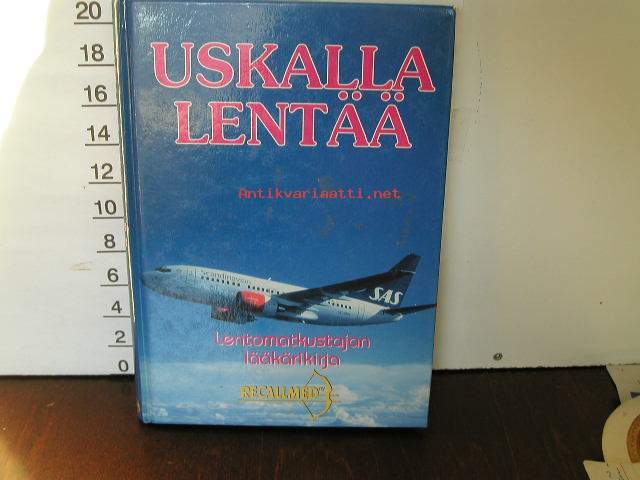 USKALLA
LENTÄÄ
Antikvariaatti.net
Scandinavian
SAS
Lentomatkustajan
lääkärikirja
RECALLMED
20
18
16
14
12
10
8
6
4
2
0